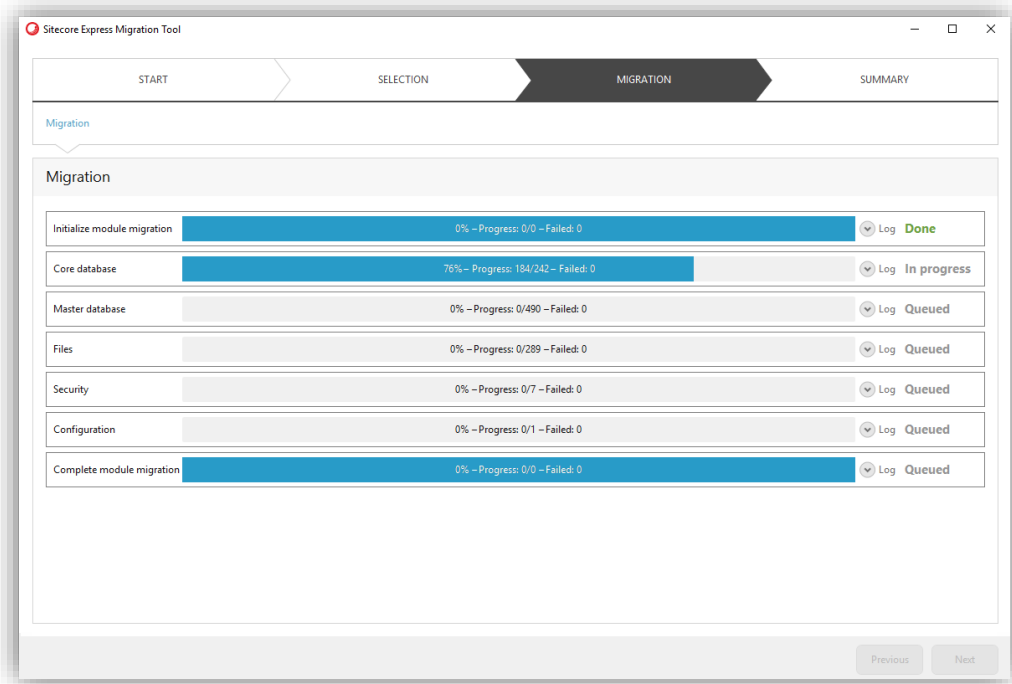 Sitecore Express Migration Tool
START SELECTION MIGRATION SUMMARY
Migration
Migration
Initialize module migration 0% – Progress: 0/0 – Failed: 0 Log Done
Core database 76% – Progress: 184/242 – Failed: 0 Log In progress
Master database 0% – Progress: 0/490 – Failed: 0 Log Queued
Files 0% – Progress: 0/289 – Failed: 0 Log Queued
Security 0% – Progress: 0/7 – Failed: 0 Log Queued
Configuration 0% – Progress: 0/1 – Failed: 0 Log Queued
Complete module migration 0% – Progress: 0/0 – Failed: 0 Log Queued
Previous Next